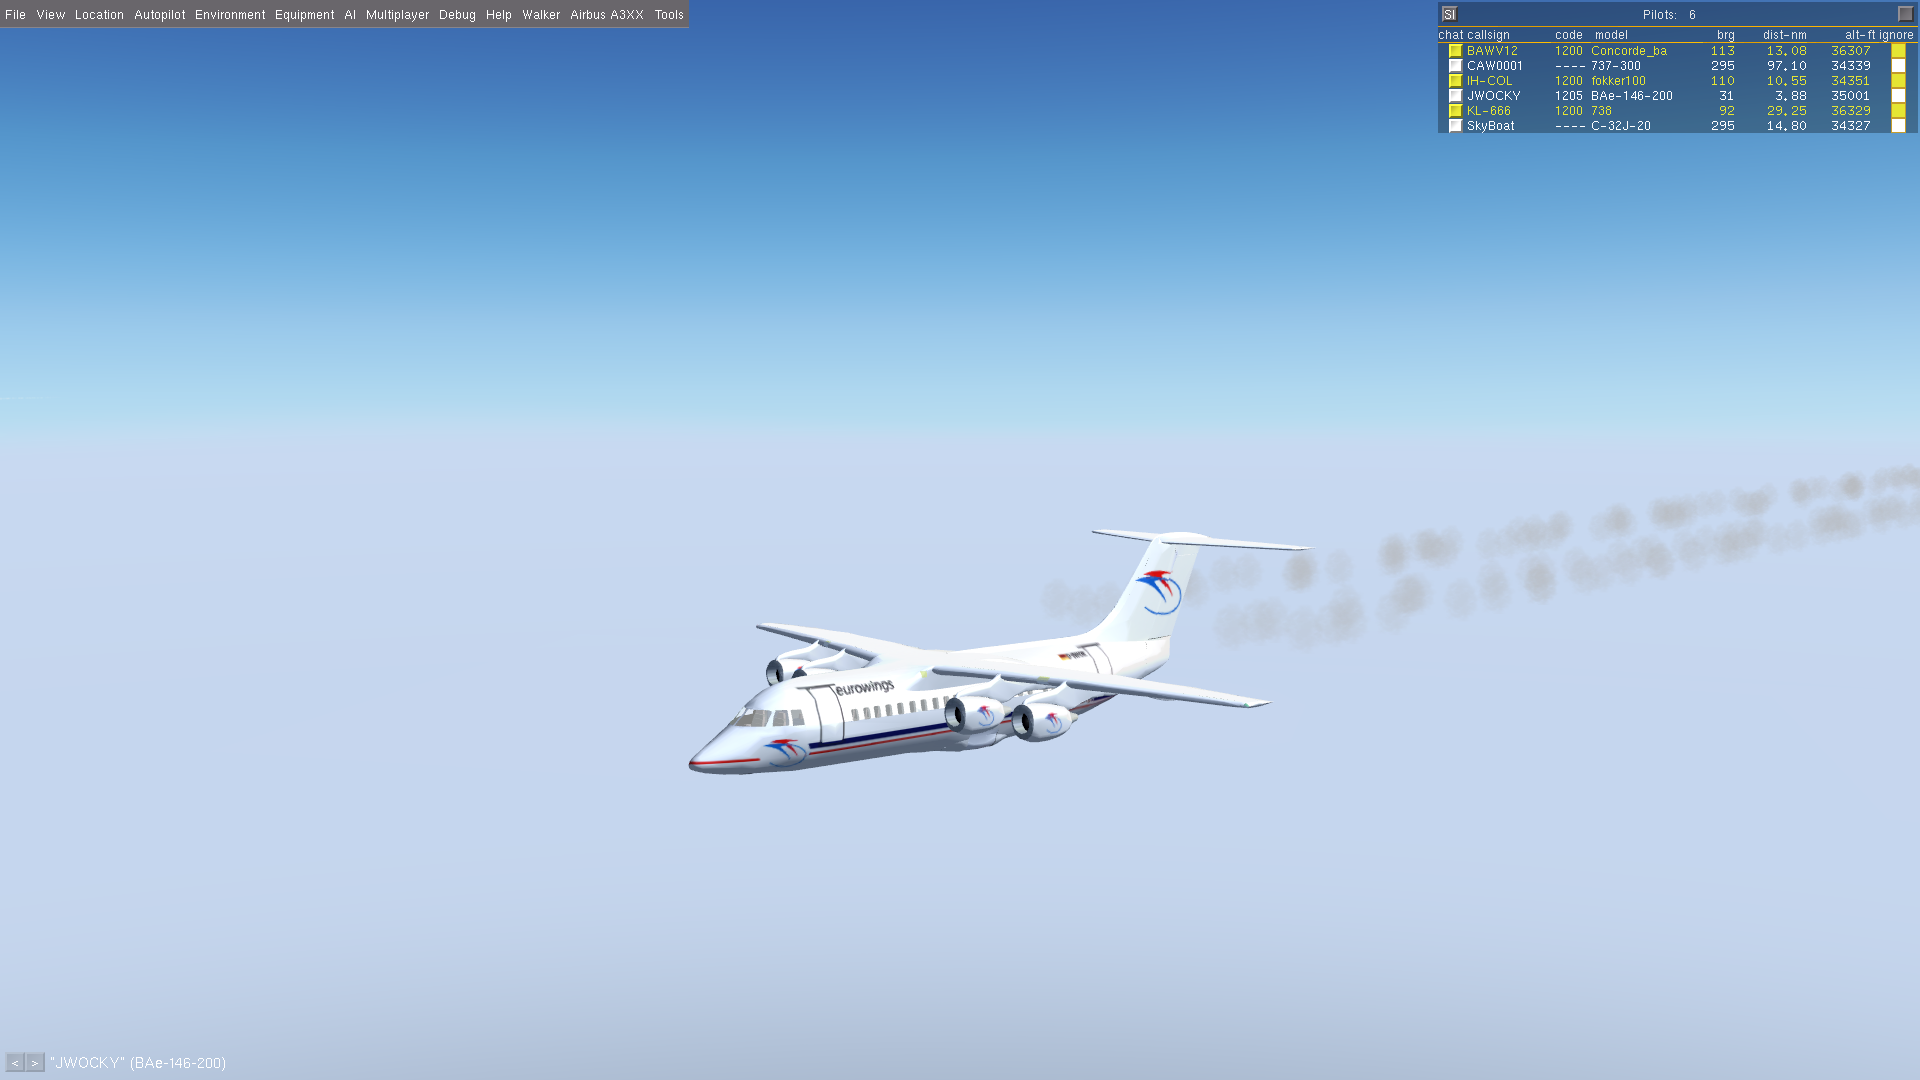 File View Location Autopilot Environment Equipment AI Multiplayer Debug Help Walker Airbus A3XX Tools
SI Pilots: 6
chat callsign code model brg dist-nm alt-ft ignore
BAWV12 1200 Concorde_ba 113 13.08 36307
CAW0001 ---- 737-300 295 97.10 34339
IH-COL 1200 fokker100 110 10.55 34351
JWOCKY 1205 BAe-146-200 31 3.88 35001
KL-666 1200 738 92 29.25 36329
SkyBoat ---- C-32J-20 295 14.80 34327
eurowings
< > "JWOCKY" (BAe-146-200)